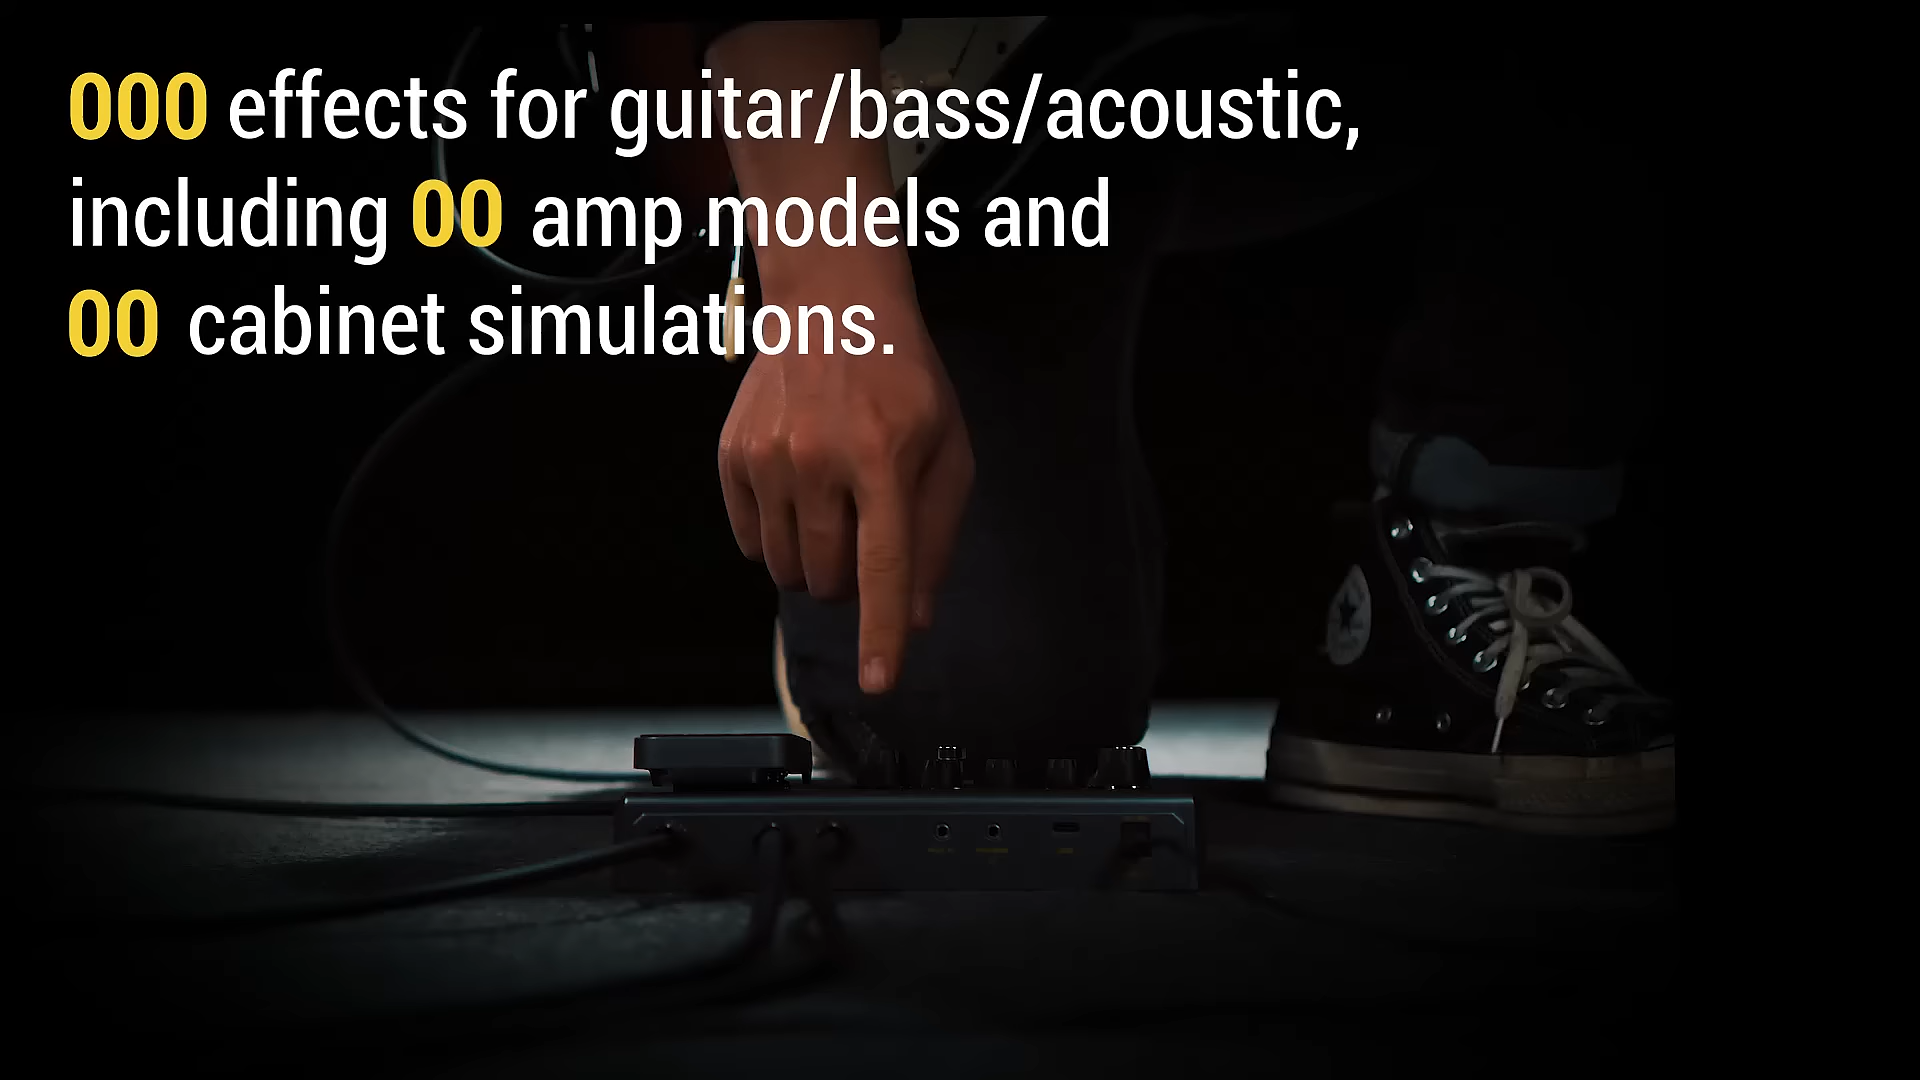 000 effects for guitar/bass/acoustic,
including 00 amp models and
00 cabinet simulations.